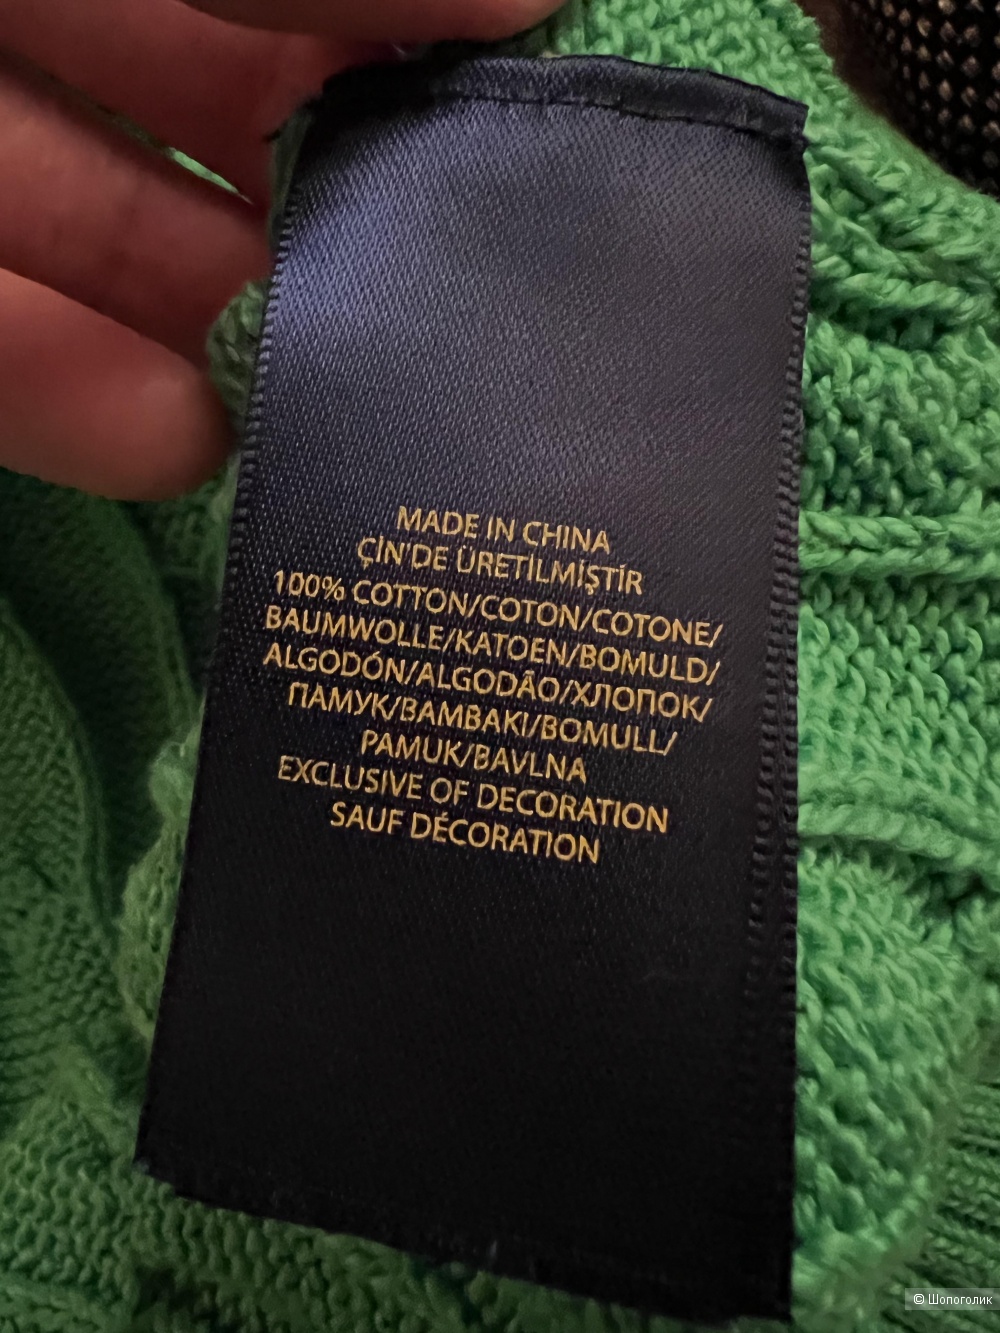 MADE IN CHINA
ÇİN'DE ÜRETİLMİŞTİR
100% COTTON/COTON/COTONE/
BAUMWOLLE/KATOEN/BOMULD/
ALGODÓN/ALGODÃO/ХЛОПОК/
ПАМУК/BAMBAKI/BOMULL/
PAMUK/BAVLNA
EXCLUSIVE OF DECORATION
SAUF DÉCORATION
© Шопоголик